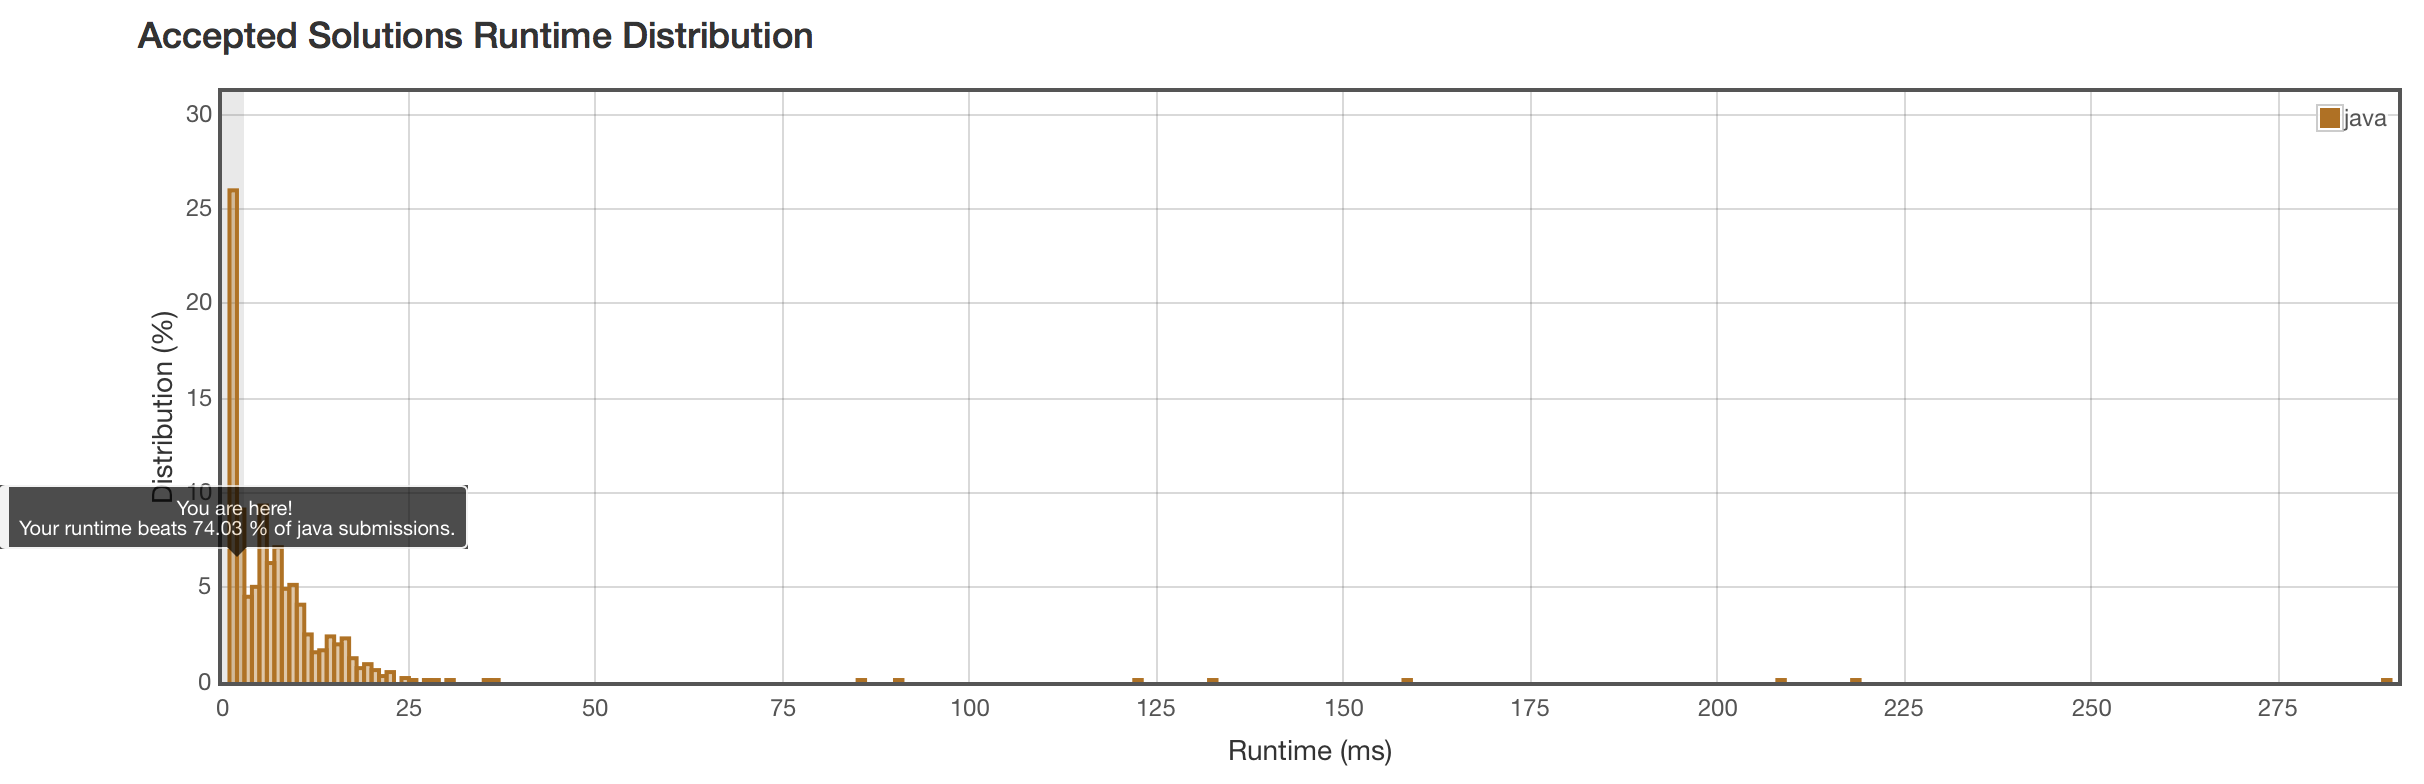 Accepted Solutions Runtime Distribution
30
25
20
15
10
5
0
Distribution (%)
java
You are here!
Your runtime beats 74.03 % of java submissions.
0 25 50 75 100 125 150 175 200 225 250 275
Runtime (ms)